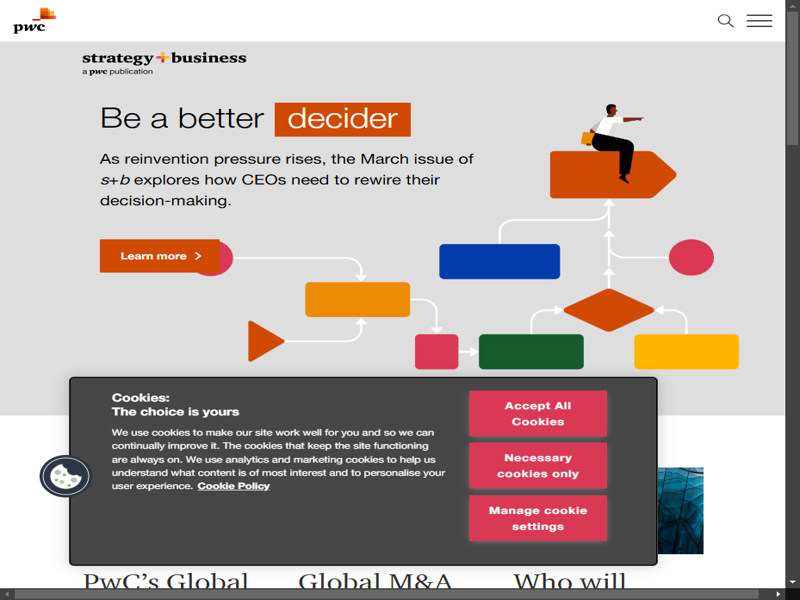 pwc
strategy+business
a pwc publication
Be a better decider
As reinvention pressure rises, the March issue of
s+b explores how CEOs need to rewire their
decision-making.
Learn more
Cookies:
The choice is yours
We use cookies to make our site work well for you and so we can
continually improve it. The cookies that keep the site functioning
are always on. We use analytics and marketing cookies to help us
understand what content is of most interest and to personalise your
user experience. Cookie Policy
Accept All
Cookies
Necessary
cookies only
Manage cookie
settings
PwC's Global
Global M&A
Who will